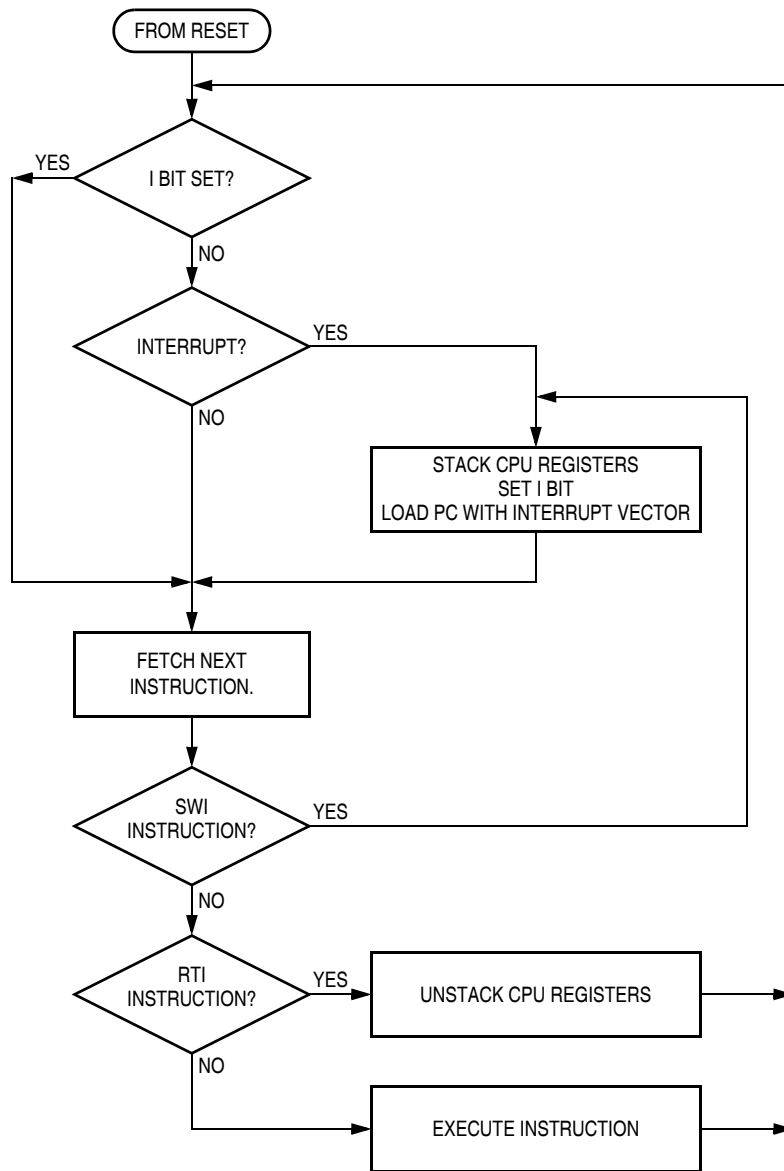 FROM RESET
YES
I BIT SET?
NO
INTERRUPT?
YES
NO
STACK CPU REGISTERS
SET I BIT
LOAD PC WITH INTERRUPT VECTOR
FETCH NEXT
INSTRUCTION.
SWI
INSTRUCTION?
YES
NO
RTI
INSTRUCTION?
YES
UNSTACK CPU REGISTERS
NO
EXECUTE INSTRUCTION